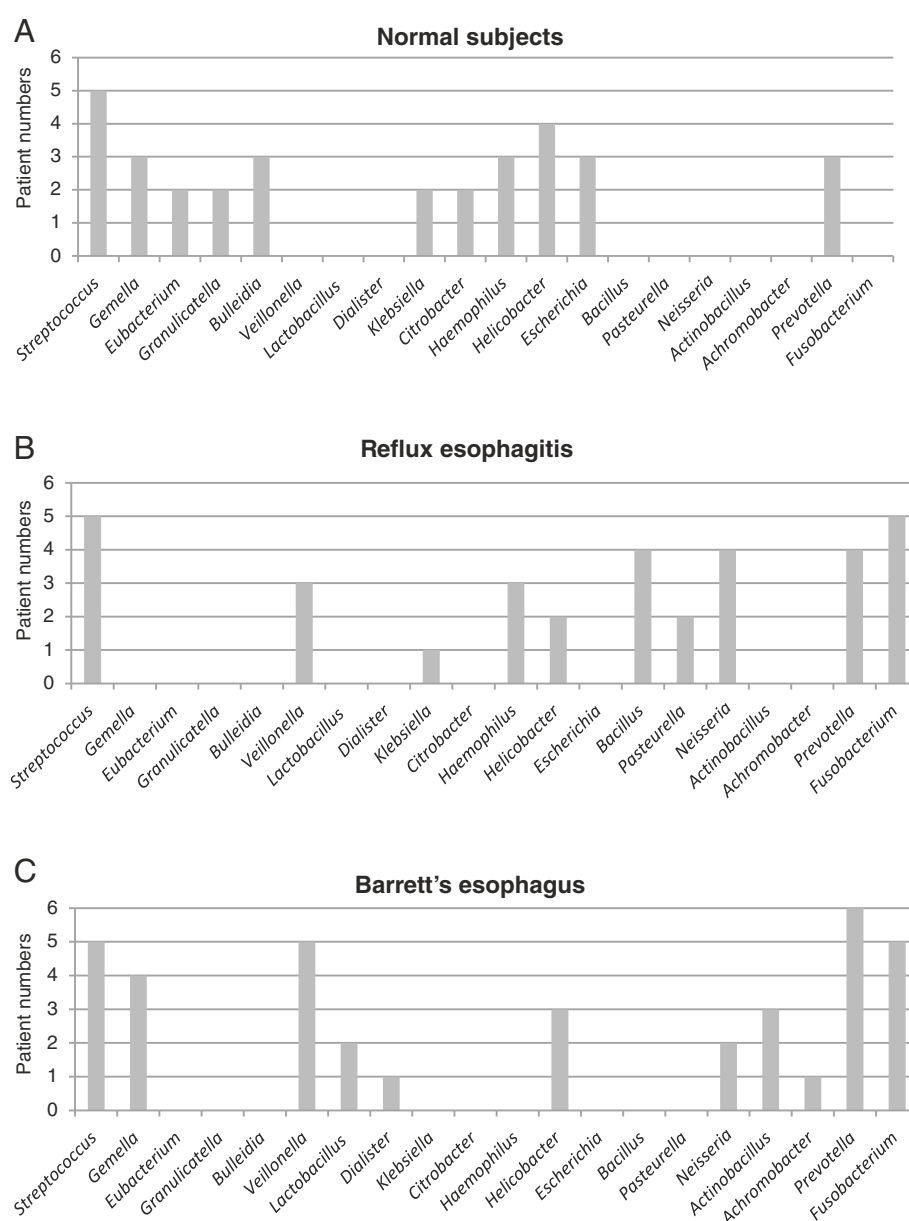 A
Normal subjects
Patient numbers
6
5
4
3
2
1
0
Streptococcus
Gemella
Eubacterium
Granulicatella
Bulleidia
Veillonella
Lactobacillus
Dialister
Klebsiella
Citrobacter
Haemophilus
Helicobacter
Escherichia
Bacillus
Pasteurella
Neisseria
Actinobacillus
Achromobacter
Prevotella
Fusobacterium
B
Reflux esophagitis
Patient numbers
6
5
4
3
2
1
0
Streptococcus
Gemella
Eubacterium
Granulicatella
Bulleidia
Veillonella
Lactobacillus
Dialister
Klebsiella
Citrobacter
Haemophilus
Helicobacter
Escherichia
Bacillus
Pasteurella
Neisseria
Actinobacillus
Achromobacter
Prevotella
Fusobacterium
C
Barrett’s esophagus
Patient numbers
6
5
4
3
2
1
0
Streptococcus
Gemella
Eubacterium
Granulicatella
Bulleidia
Veillonella
Lactobacillus
Dialister
Klebsiella
Citrobacter
Haemophilus
Helicobacter
Escherichia
Bacillus
Pasteurella
Neisseria
Actinobacillus
Achromobacter
Prevotella
Fusobacterium